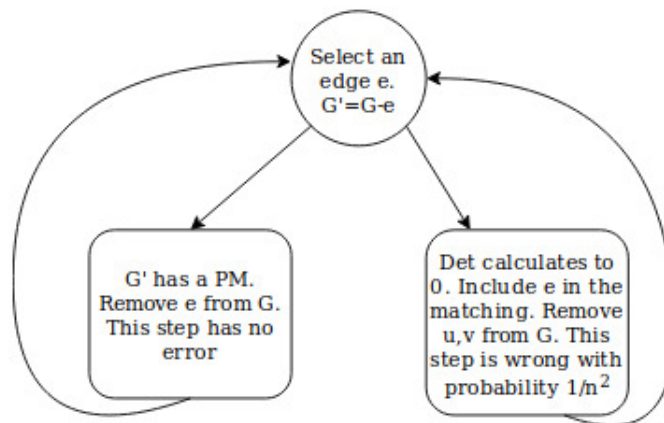 Select an
edge e.
G'=G-e
G' has a PM.
Remove e from G.
This step has no
error
Det calculates to
0. Include e in the
matching. Remove
u,v from G. This
step is wrong with
probability 1/n²